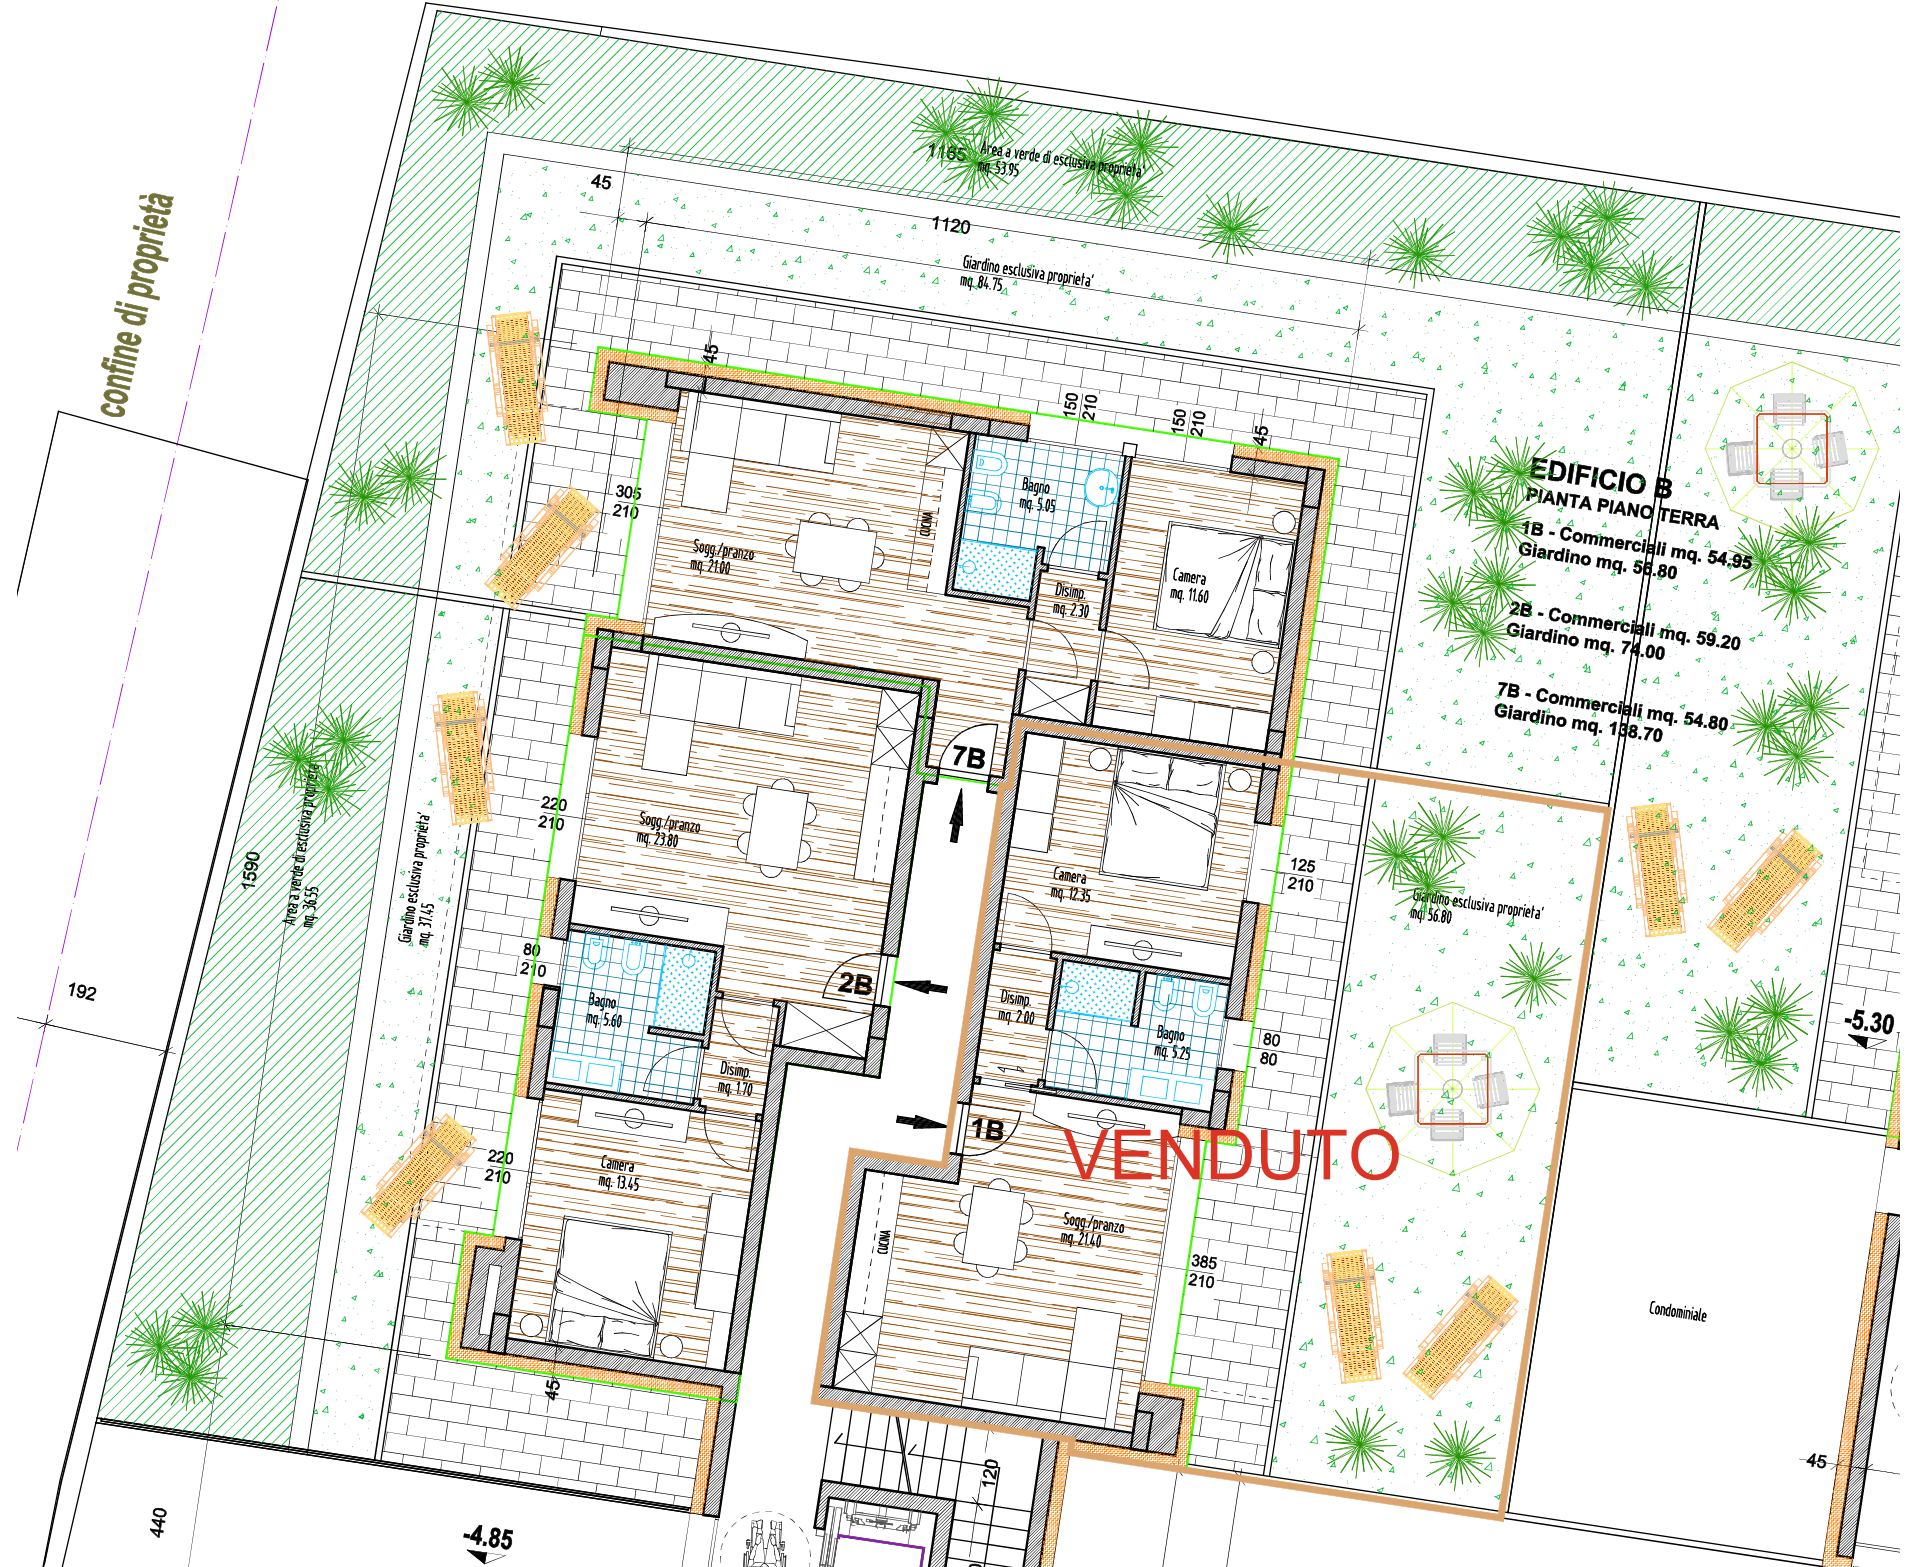 confine di proprietà
1165
Area a verde di esclusiva proprieta'
mq. 53.95
45
1120
Giardino esclusiva proprieta'
mq. 84.75
45
150
210
150
210
45
305
210
Sogg./pranzo
mq. 21.00
CUCINA
Bagno
mq. 5.05
Disimp.
mq. 2.30
Camera
mq. 11.60
EDIFICIO B
PIANTA PIANO TERRA
1B - Commerciali mq. 54.95
Giardino mq. 56.80
2B - Commerciali mq. 59.20
Giardino mq. 74.00
7B - Commerciali mq. 54.80
Giardino mq. 138.70
7B
220
210
Sogg./pranzo
mq. 23.80
1590
Area a verde di esclusiva proprieta'
mq. 36.55
Giardino esclusiva proprieta'
mq. 37.45
Camera
mq. 12.35
125
210
Giardino esclusiva proprieta'
mq. 56.80
80
210
2B
Bagno
mq. 5.60
Disimp.
mq. 1.70
Disimp.
mq. 2.00
Bagno
mq. 5.25
80
80
192
-5.30
1B
VENDUTO
220
210
Camera
mq. 13.45
CUCINA
Sogg./pranzo
mq. 21.40
385
210
Condominiale
45
45
120
440
-4.85